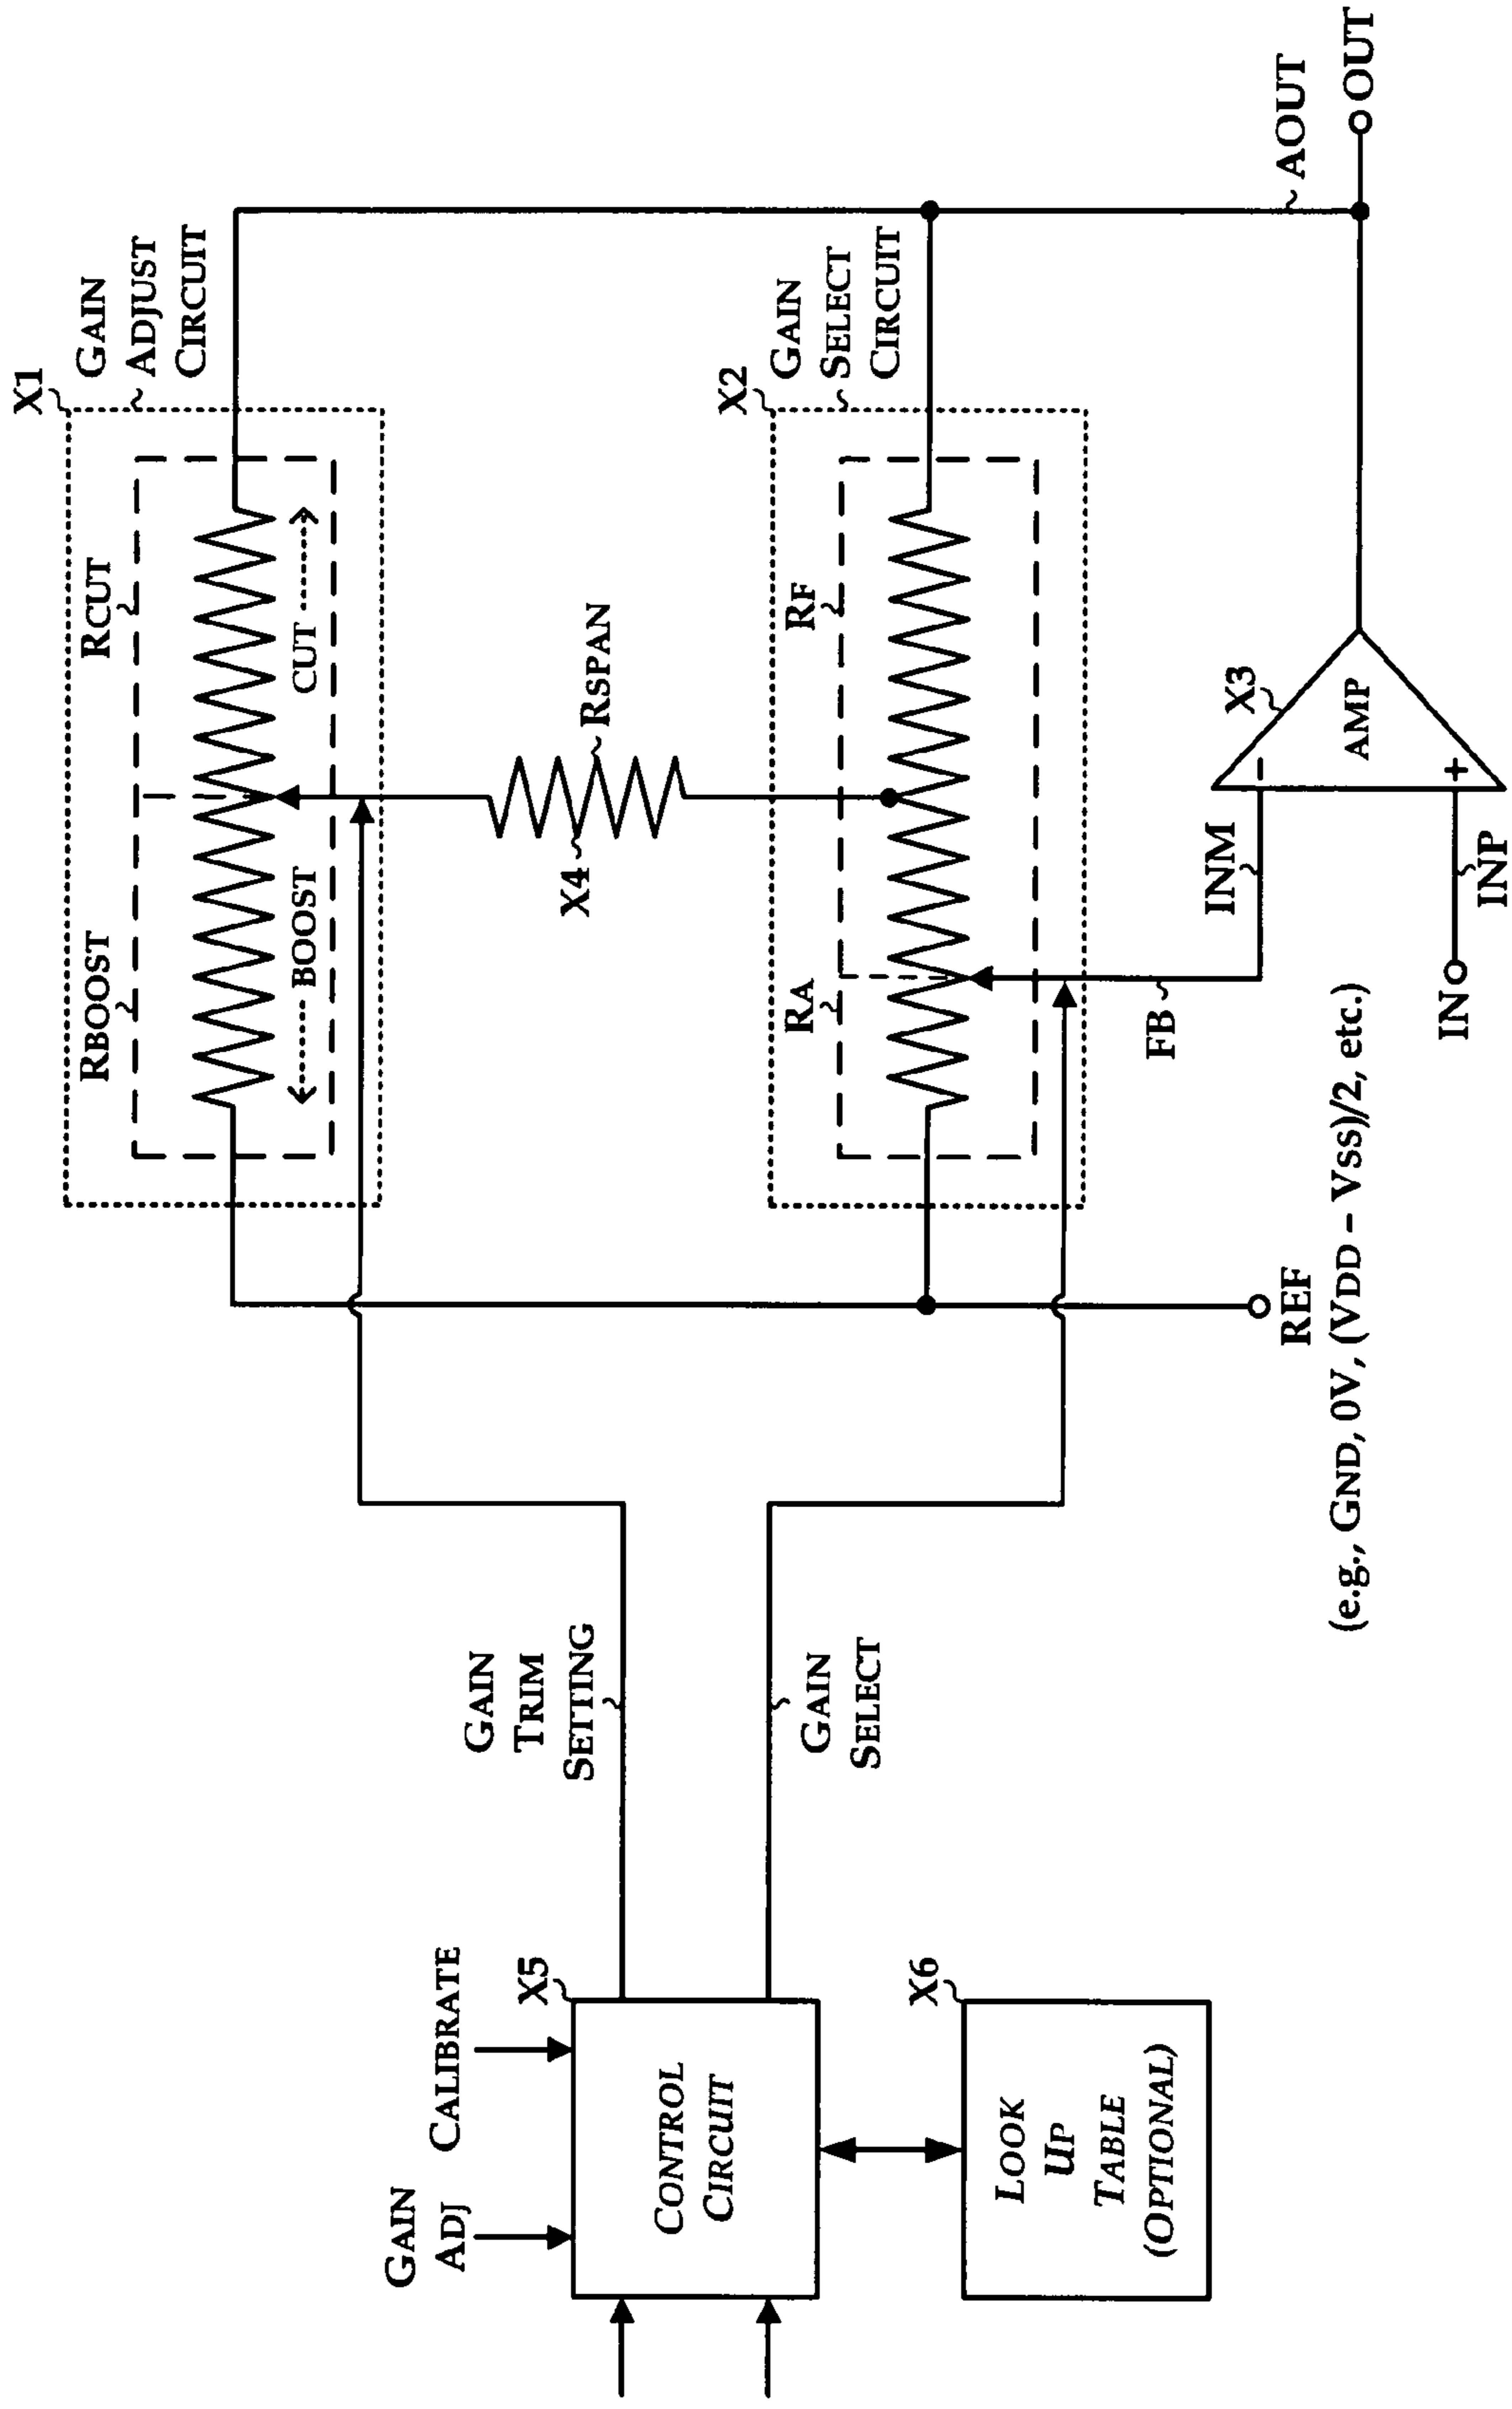 X1
GAIN
ADJUST
CIRCUIT
RBOOST
RCUT
BOOST
CUT
X4
RSPAN
X2
GAIN
SELECT
CIRCUIT
RA
RF
AOUT
OUT
FB
INM
X3
AMP
−
+
INP
IN
REF
(e.g., GND, 0V, (VDD – VSS)/2, etc.)
GAIN
TRIM
SETTING
GAIN
SELECT
GAIN
ADJ
CALIBRATE
X5
CONTROL
CIRCUIT
X6
LOOK
UP
TABLE
(OPTIONAL)